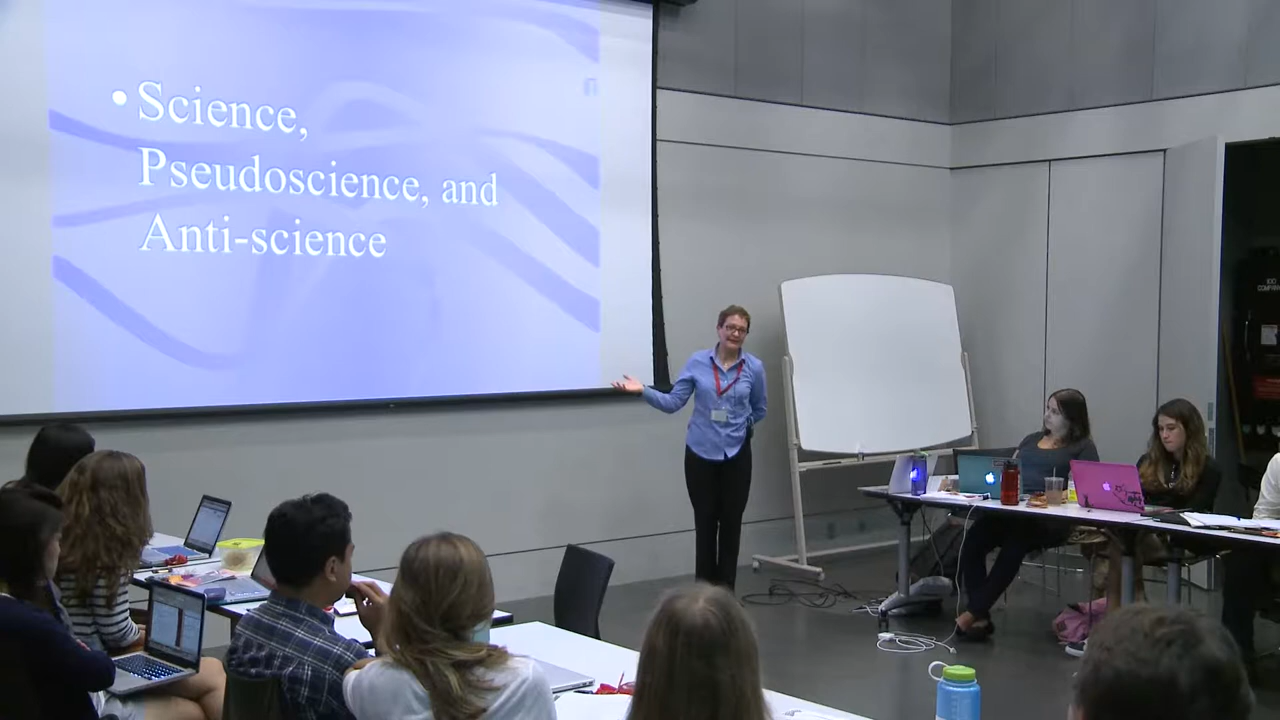 • Science,
Pseudoscience, and
Anti-science